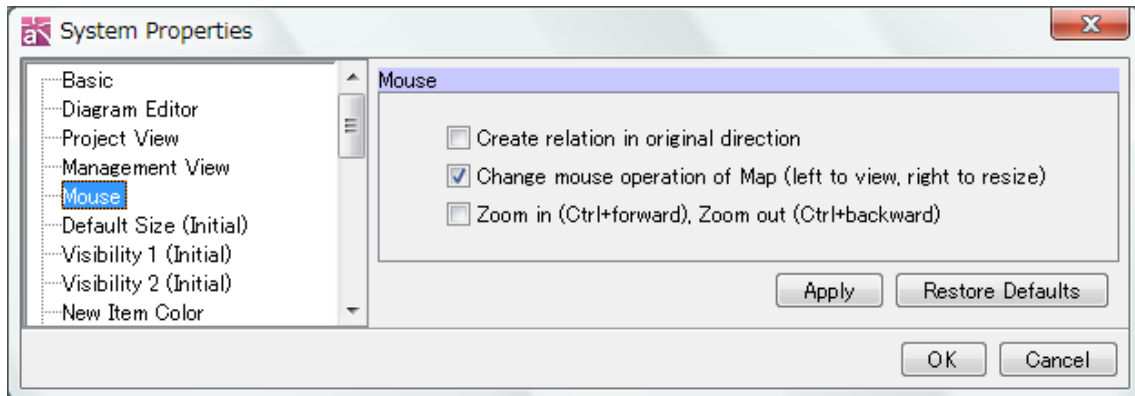 System Properties
Basic
Diagram Editor
Project View
Management View
Mouse
Default Size (Initial)
Visibility 1 (Initial)
Visibility 2 (Initial)
New Item Color
Mouse
Create relation in original direction
Change mouse operation of Map (left to view, right to resize)
Zoom in (Ctrl+forward), Zoom out (Ctrl+backward)
Apply Restore Defaults
OK Cancel